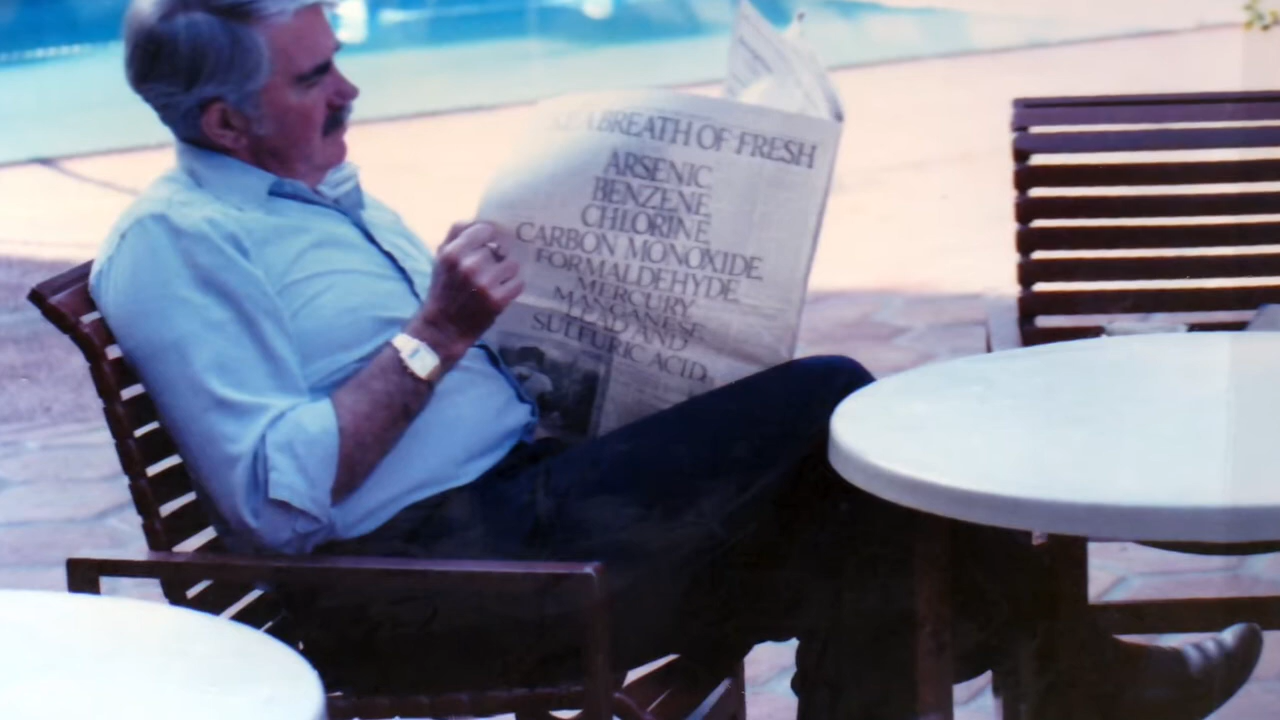 A BREATH OF FRESH
ARSENIC
BENZENE
CHLORINE
CARBON MONOXIDE
FORMALDEHYDE
MERCURY
MANGANESE
LEAD AND
SULFURIC ACID